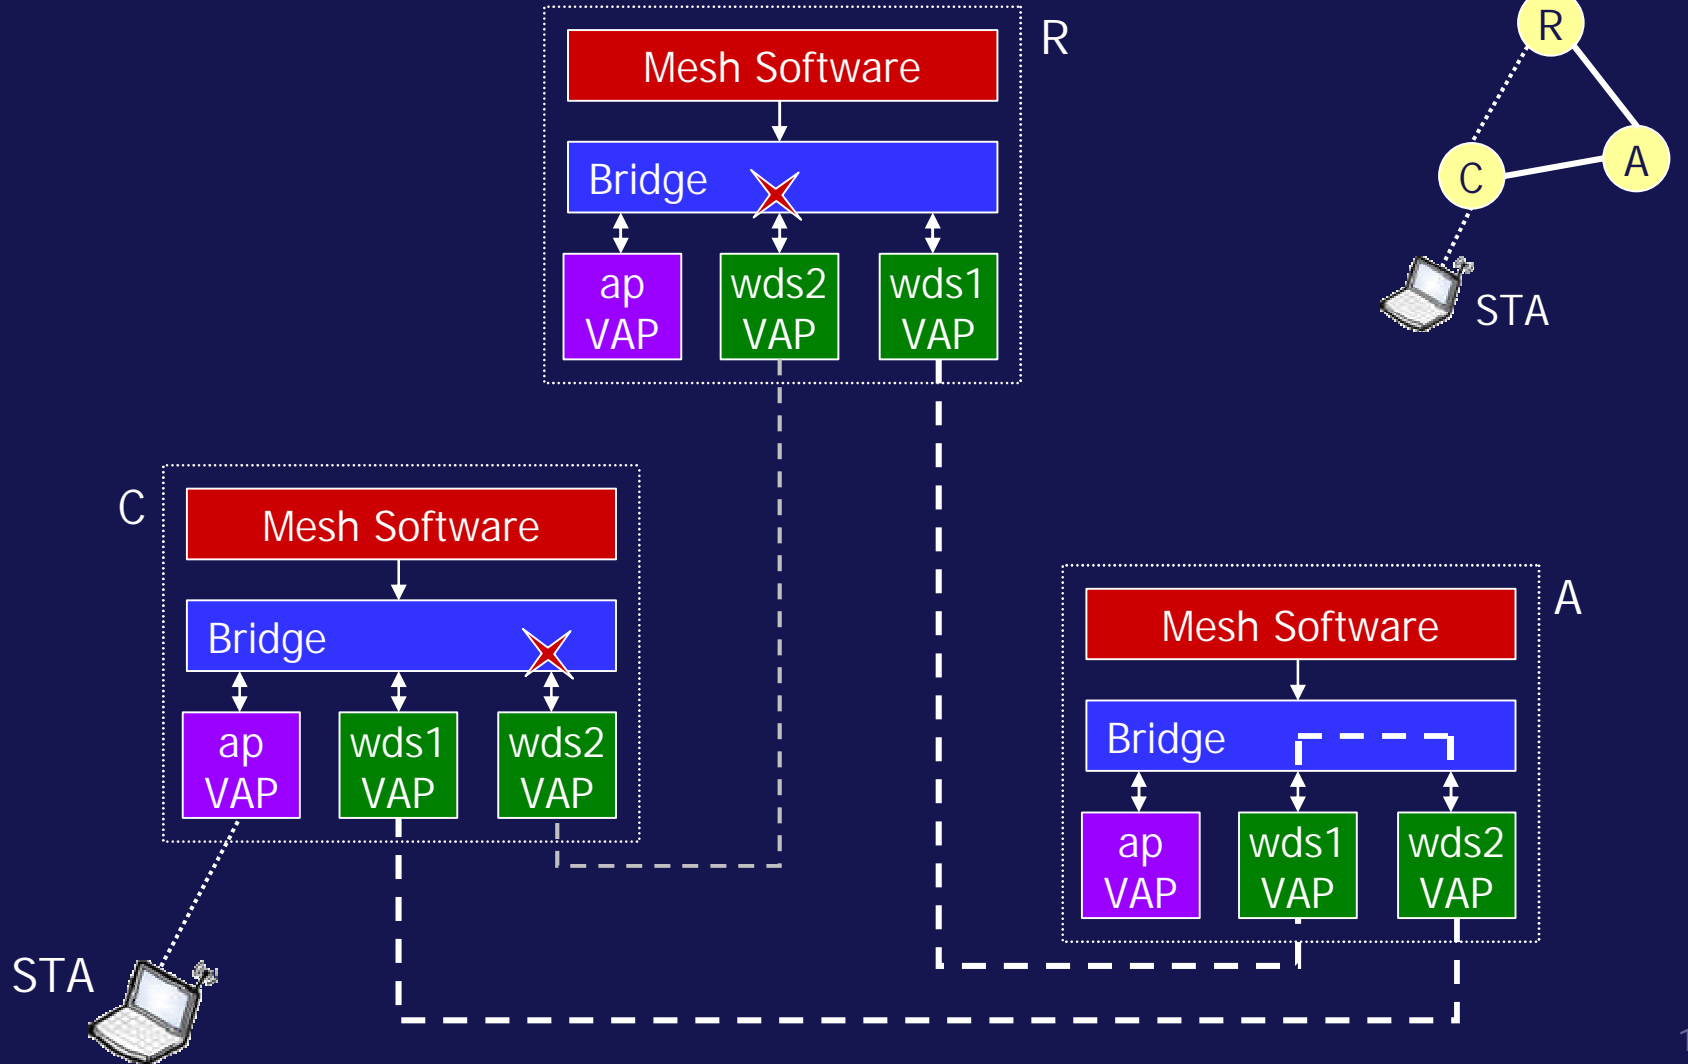 R
Mesh Software
Bridge
ap
VAP
wds2
VAP
wds1
VAP
R
C
A
STA
C
Mesh Software
Bridge
ap
VAP
wds1
VAP
wds2
VAP
STA
A
Mesh Software
Bridge
ap
VAP
wds1
VAP
wds2
VAP